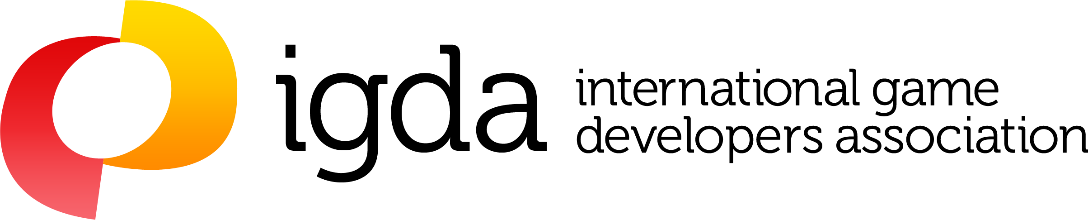 igda
international game
developers association